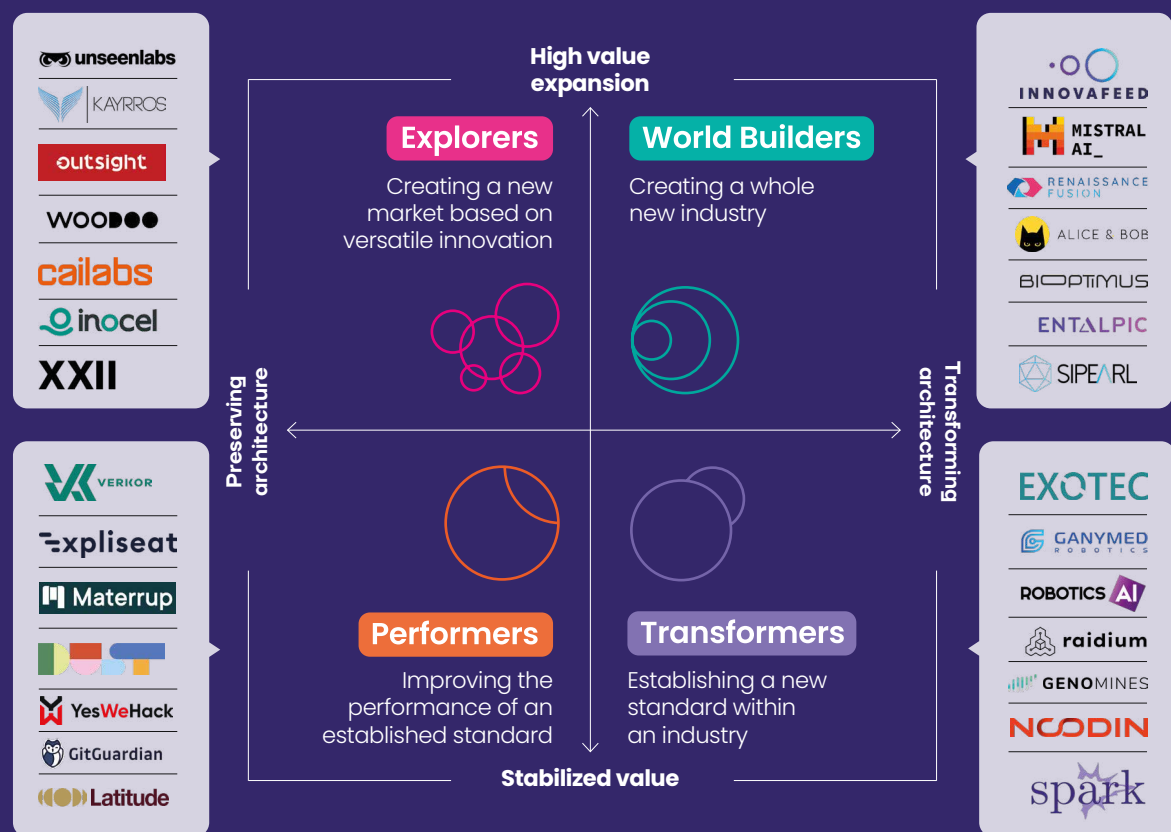 unseenlabs
KAYRROS
outsight
WOODOO
cailabs
inocel
XXII
High value
expansion
Explorers
Creating a new
market based on
versatile innovation
World Builders
Creating a whole
new industry
INNOVAFEED
MISTRAL
AI_
RENAISSANCE
FUSION
ALICE & BOB
BIOPTIMUS
ENTALPIC
SIPEARL
Preserving
architecture
Transforming
architecture
VERKOR
Expliseat
Materrup
DUST
YesWeHack
GitGuardian
Latitude
Performers
Improving the
performance of an
established standard
Transformers
Establishing a new
standard within
an industry
Stabilized value
EXOTEC
GANYMED
ROBOTICS
ROBOTICS AI
raidium
GENOMINES
NOODIN
spark